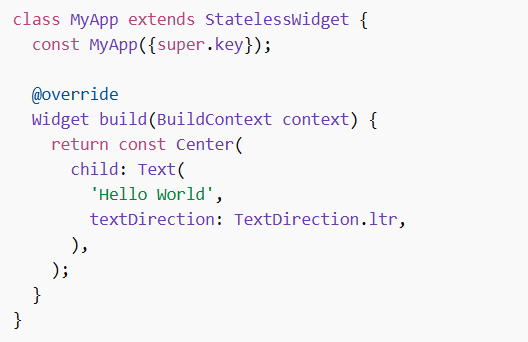 class MyApp extends StatelessWidget {
  const MyApp({super.key});

  @override
  Widget build(BuildContext context) {
    return const Center(
      child: Text(
        'Hello World',
        textDirection: TextDirection.ltr,
      ),
    );
  }
}